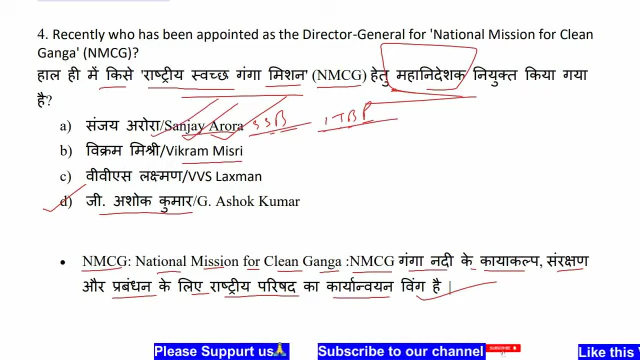 4. Recently who has been appointed as the Director-General for 'National Mission for Clean
Ganga' (NMCG)?
हाल ही में किसे 'राष्ट्रीय स्वच्छ गंगा मिशन' (NMCG) हेतु महानिदेशक नियुक्त किया गया
है?
a) संजय अरोरा/Sanjay Arora SSB ITBP
b) विक्रम मिश्री/Vikram Misri
c) वीवीएस लक्ष्मण/VVS Laxman
d) जी. अशोक कुमार/G. Ashok Kumar
• NMCG: National Mission for Clean Ganga :NMCG गंगा नदी के कायाकल्प, संरक्षण
और प्रबंधन के लिए राष्ट्रीय परिषद का कार्यान्वयन विंग है |
Please Supportt us🙏 Subscribe to our channel SUBSCRIBE Like this